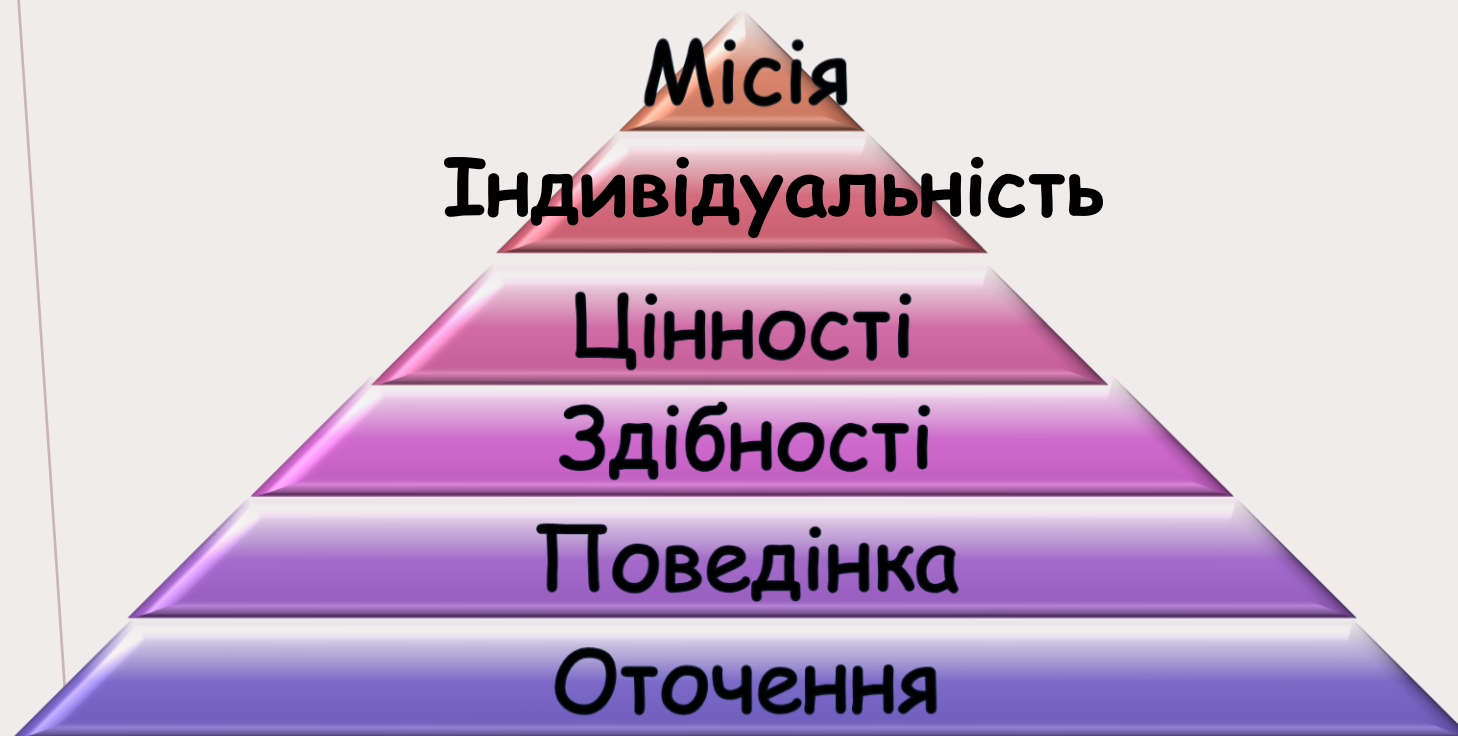 Місія
Індивідуальність
Цінності
Здібності
Поведінка
Оточення